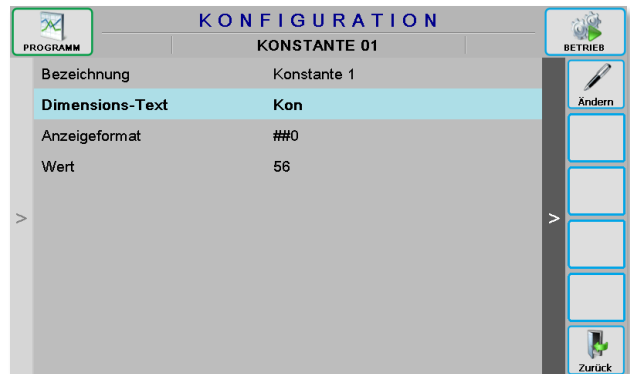 KONFIGURATION
PROGRAMM
KONSTANTE 01
BETRIEB
Bezeichnung Konstante 1
Dimensions-Text Kon
Anzeigeformat ##0
Wert 56
Ändern
> >
Zurück